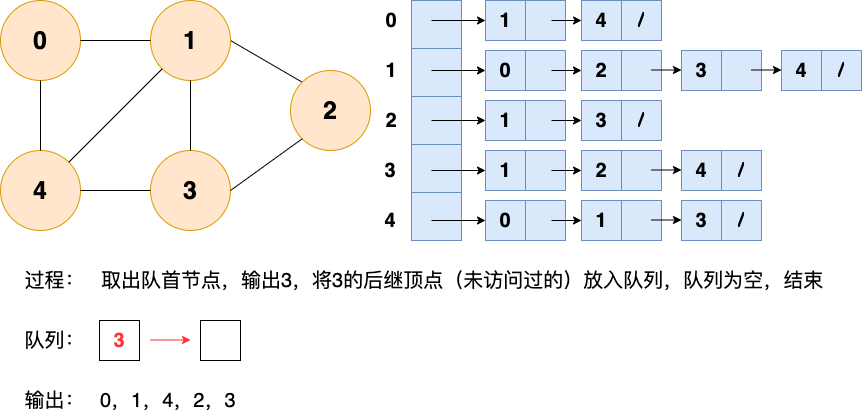 0 1 2 4 3
0 1 4 /
1 0 2 3 4 /
2 1 3 /
3 1 2 4 /
4 0 1 3 /
过程： 取出队首节点，输出3，将3的后继顶点（未访问过的）放入队列，队列为空，结束
队列： 3
输出： 0，1，4，2，3